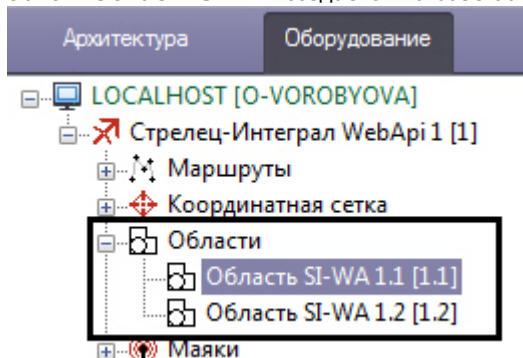 Архитектура Оборудование
LOCALHOST [O-VOROBYOVA]
Стрелец-Интеграл WebApi 1 [1]
Маршруты
Координатная сетка
Области
Область SI-WA 1.1 [1.1]
Область SI-WA 1.2 [1.2]
Маяки